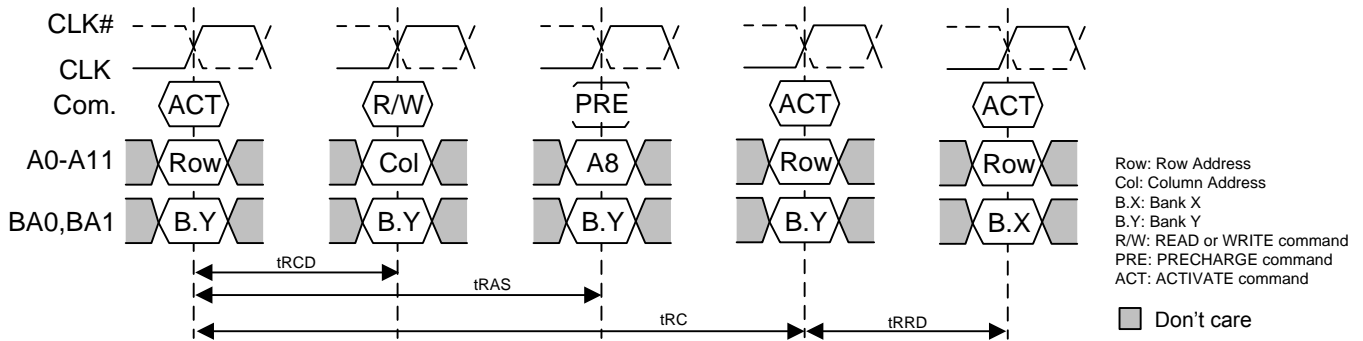 CLK#
CLK
Com. ACT R/W PRE ACT ACT
A0-A11 Row Col A8 Row Row
BA0,BA1 B.Y B.Y B.Y B.Y B.X
tRCD
tRAS
tRC tRRD
Row: Row Address
Col: Column Address
B.X: Bank X
B.Y: Bank Y
R/W: READ or WRITE command
PRE: PRECHARGE command
ACT: ACTIVATE command
Don't care